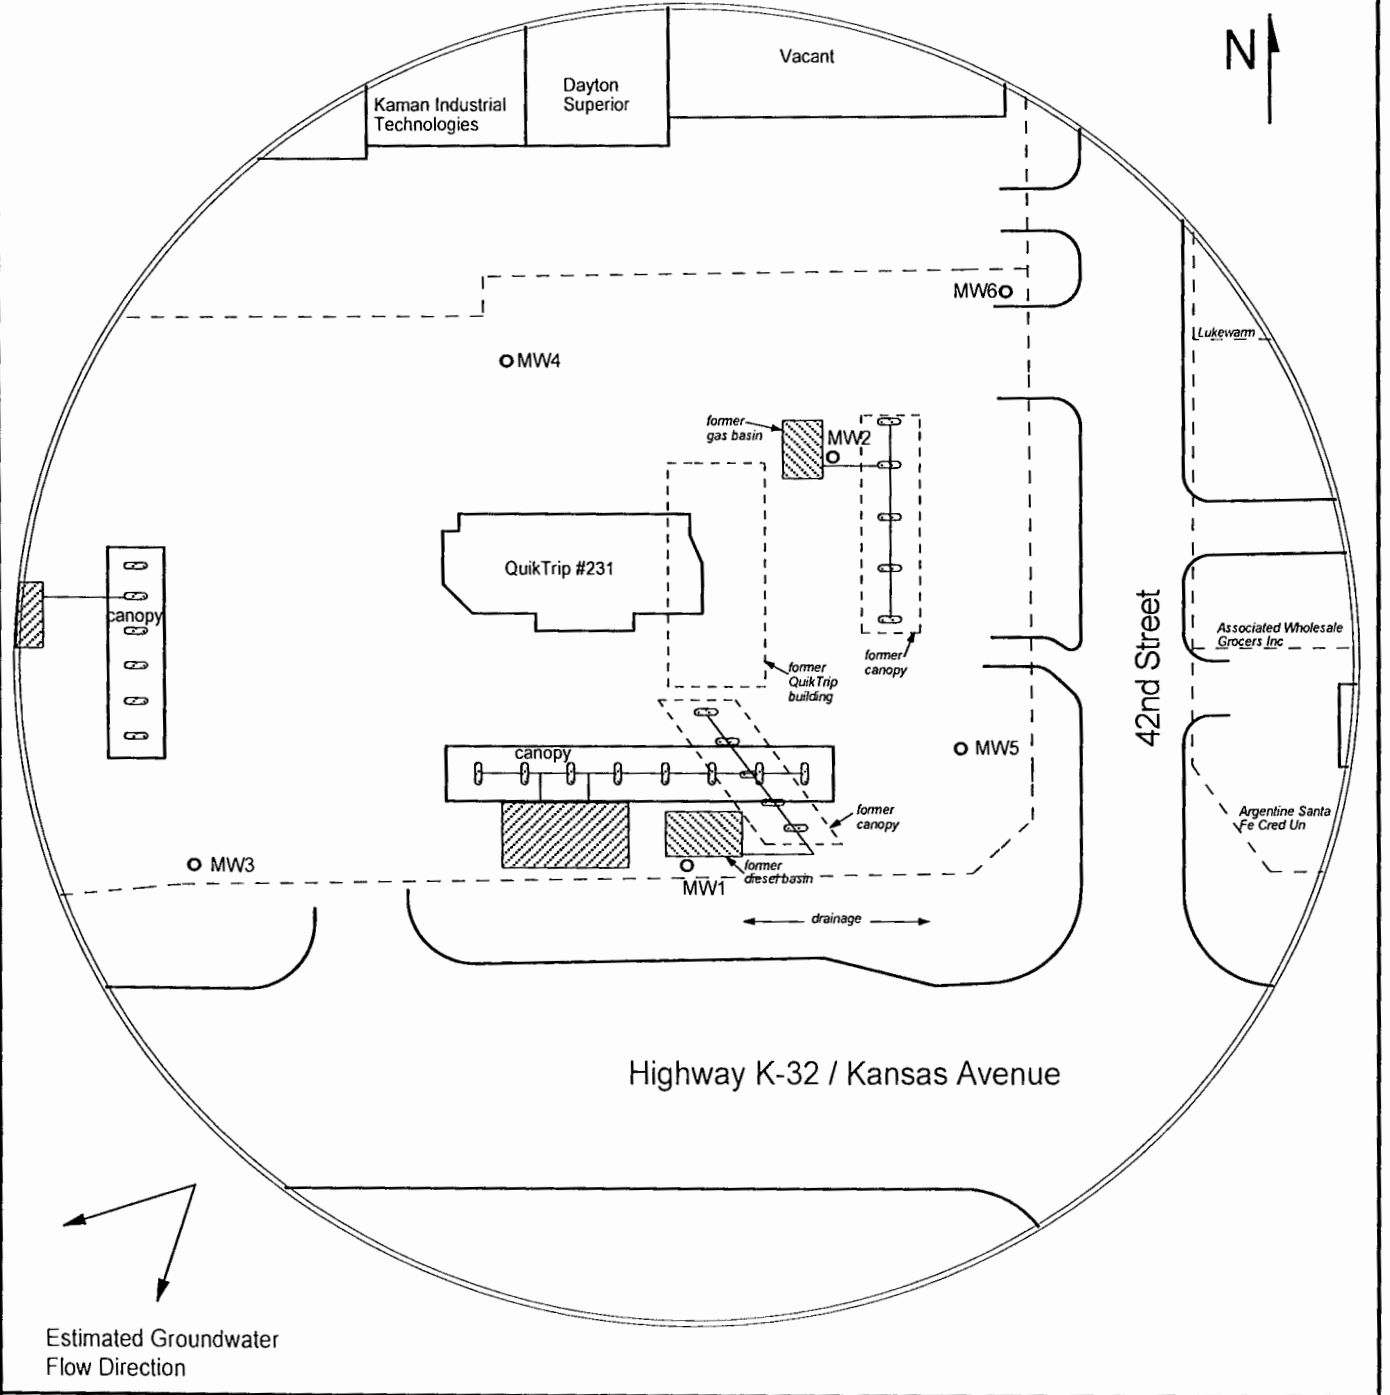 Vacant
N
Dayton
Superior
Kaman Industrial
Technologies
MW6
Lukewarm
MW4
former
gas basin
MW2
QuikTrip #231
canopy
former
canopy
former
QuikTrip
building
42nd Street
Associated Wholesale
Grocers Inc
MW5
canopy
former
canopy
Argentine Santa
Fe Cred Un
MW3
former
diesel basin
MW1
drainage
Highway K-32 / Kansas Avenue
Estimated Groundwater
Flow Direction